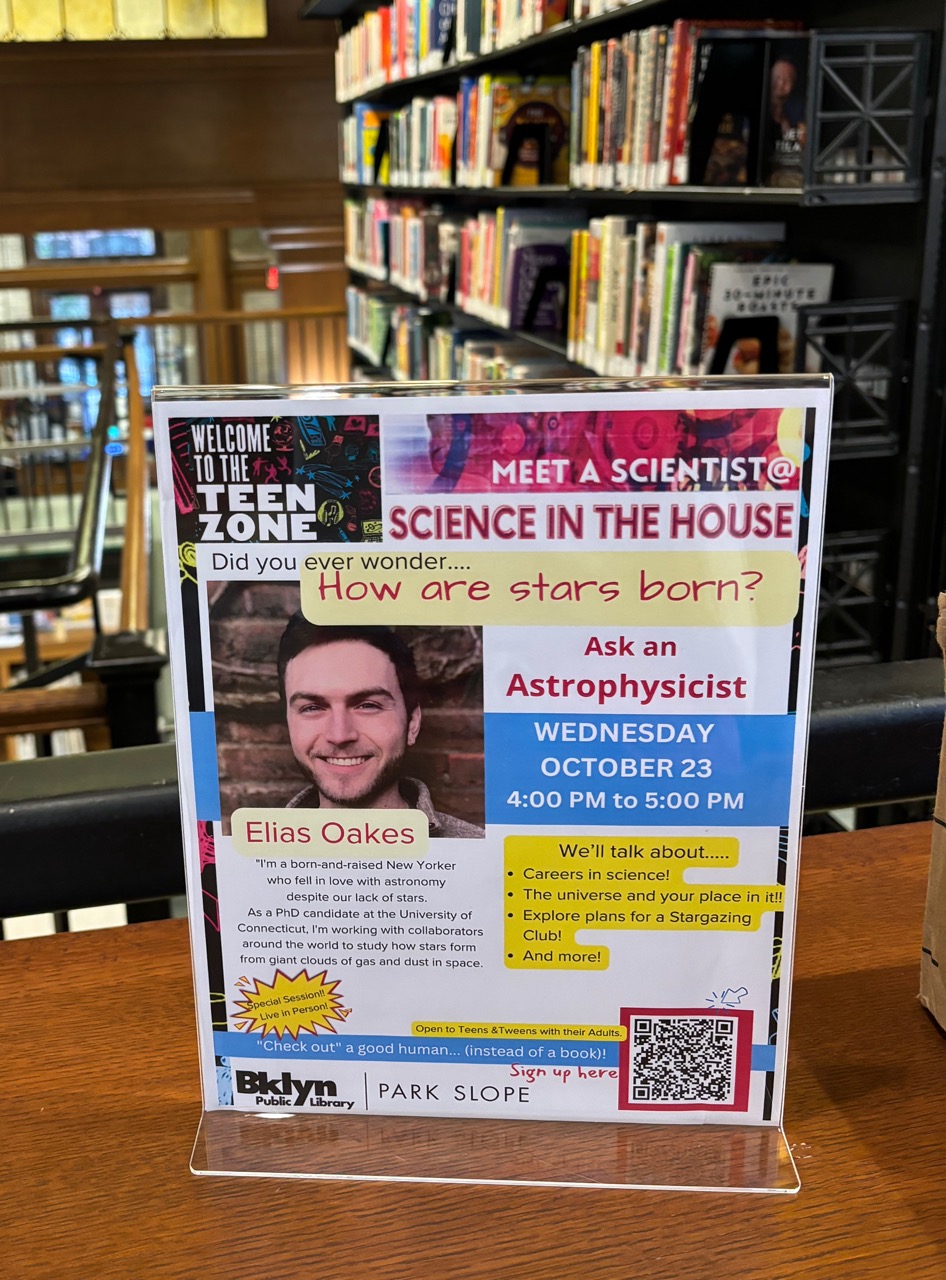 EPIC
30-MINUTE
ROASTS
WELCOME
TO THE
TEEN
ZONE
MEET A SCIENTIST@
SCIENCE IN THE HOUSE
Did you ever wonder....
How are stars born?
Ask an
Astrophysicist
WEDNESDAY
OCTOBER 23
4:00 PM to 5:00 PM
Elias Oakes
"I'm a born-and-raised New Yorker
who fell in love with astronomy
despite our lack of stars.
As a PhD candidate at the University of
Connecticut, I'm working with collaborators
around the world to study how stars form
from giant clouds of gas and dust in space.
We'll talk about.....
• Careers in science!
• The universe and your place in it!!
• Explore plans for a Stargazing
Club!
• And more!
Special Session!!
Live in Person!
Open to Teens &Tweens with their Adults.
"Check out" a good human... (instead of a book)!
Sign up here
Bklyn
Public Library
PARK SLOPE